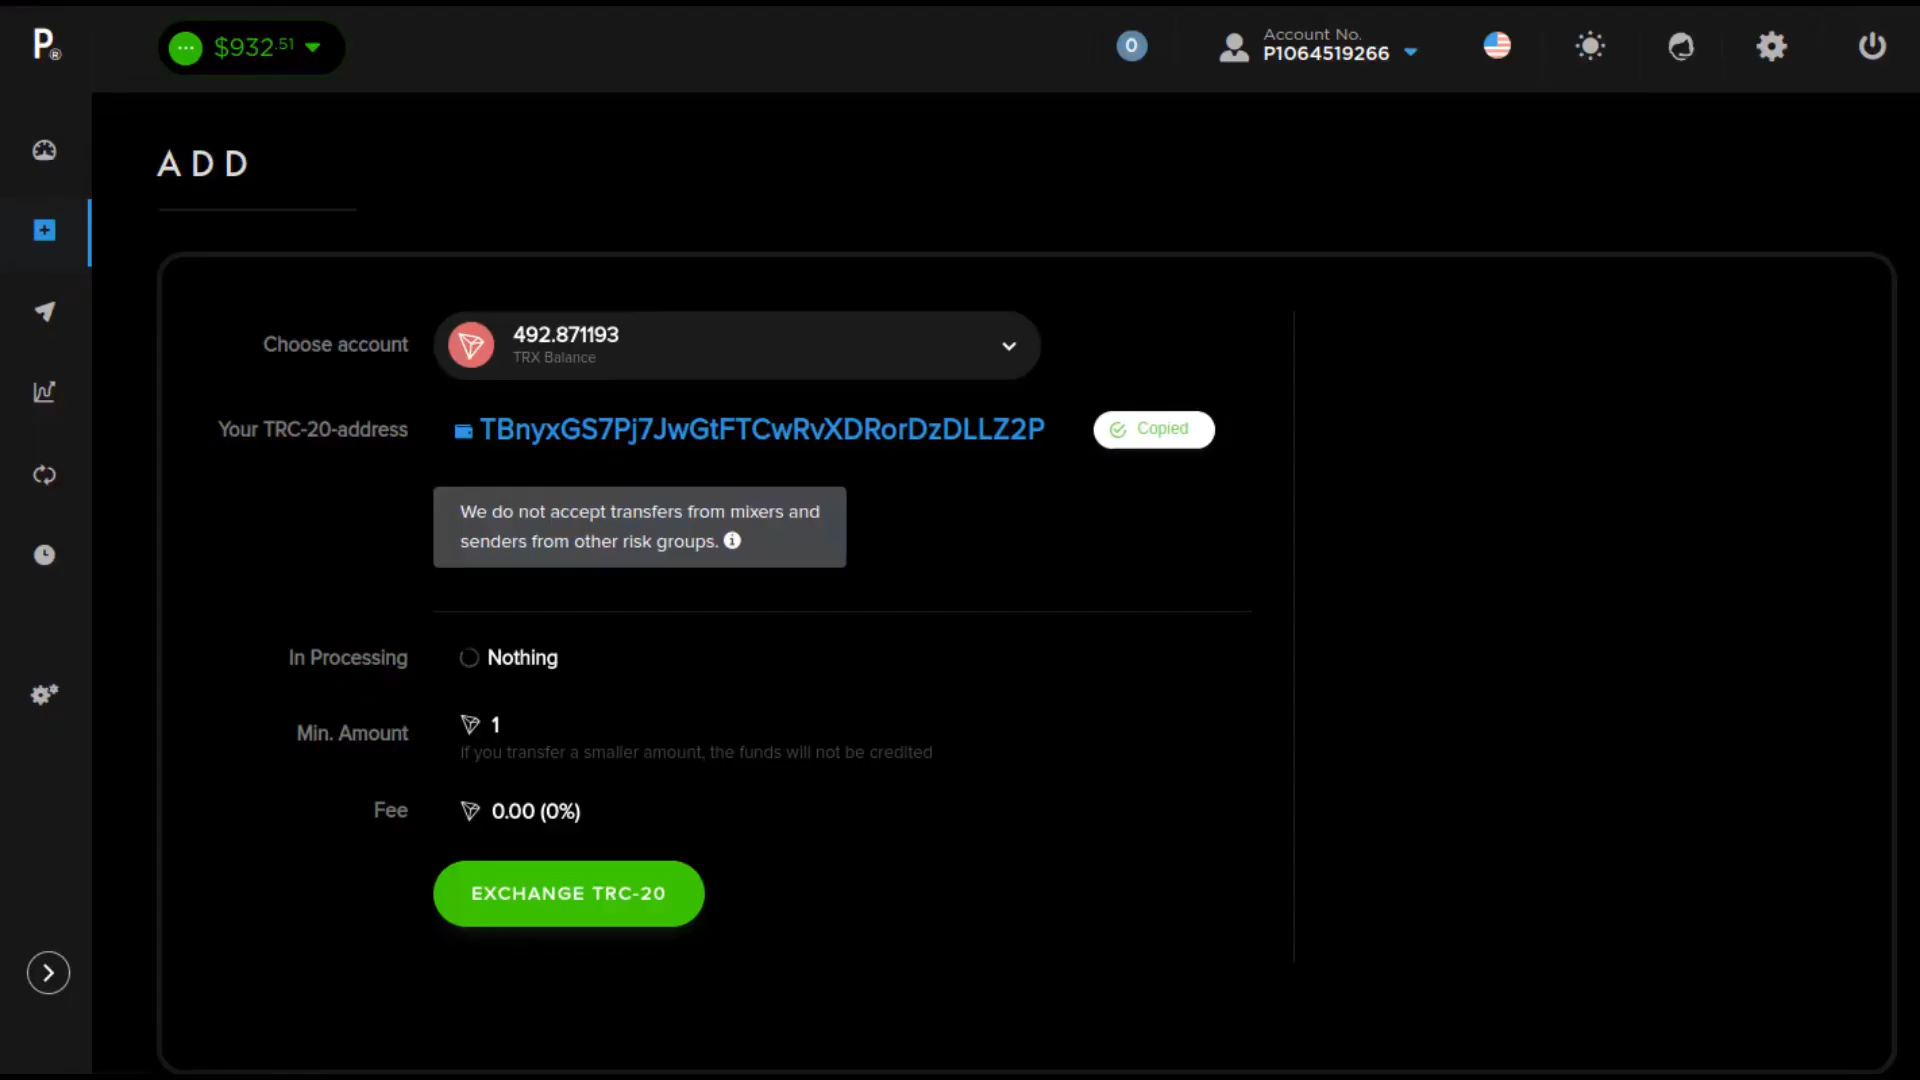 P®
$932.51
0
Account No.
P1064519266
ADD
Choose account
492.871193
TRX Balance
Your TRC-20-address
TBnyxGS7Pj7JwGtFTCwRvXDRorDzDLLZ2P
Copied
We do not accept transfers from mixers and
senders from other risk groups.
In Processing
Nothing
Min. Amount
1
If you transfer a smaller amount, the funds will not be credited
Fee
0.00 (0%)
EXCHANGE TRC-20